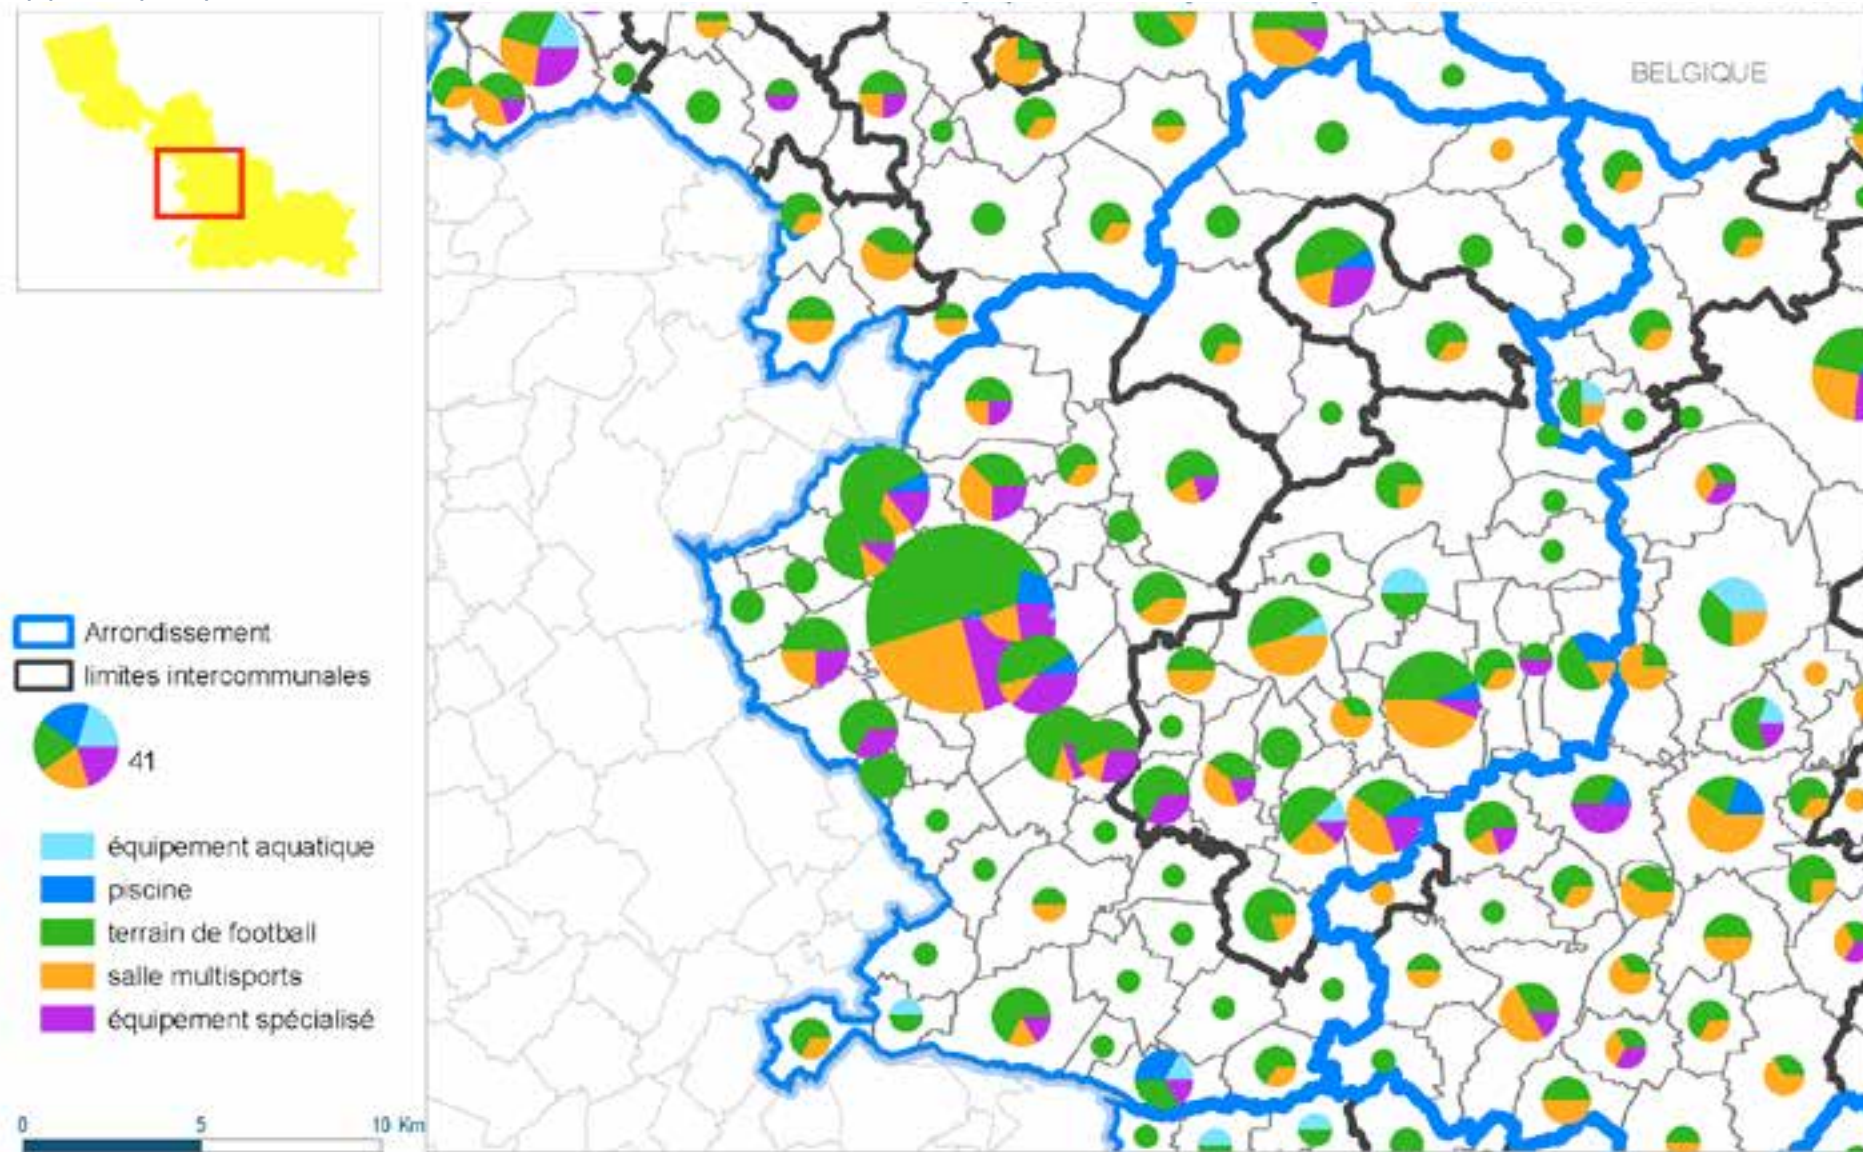 BELGIQUE
Arrondissement
limites intercommunales
41
équipement aquatique
piscine
terrain de football
salle multisports
équipement spécialisé
0 5 10 Km